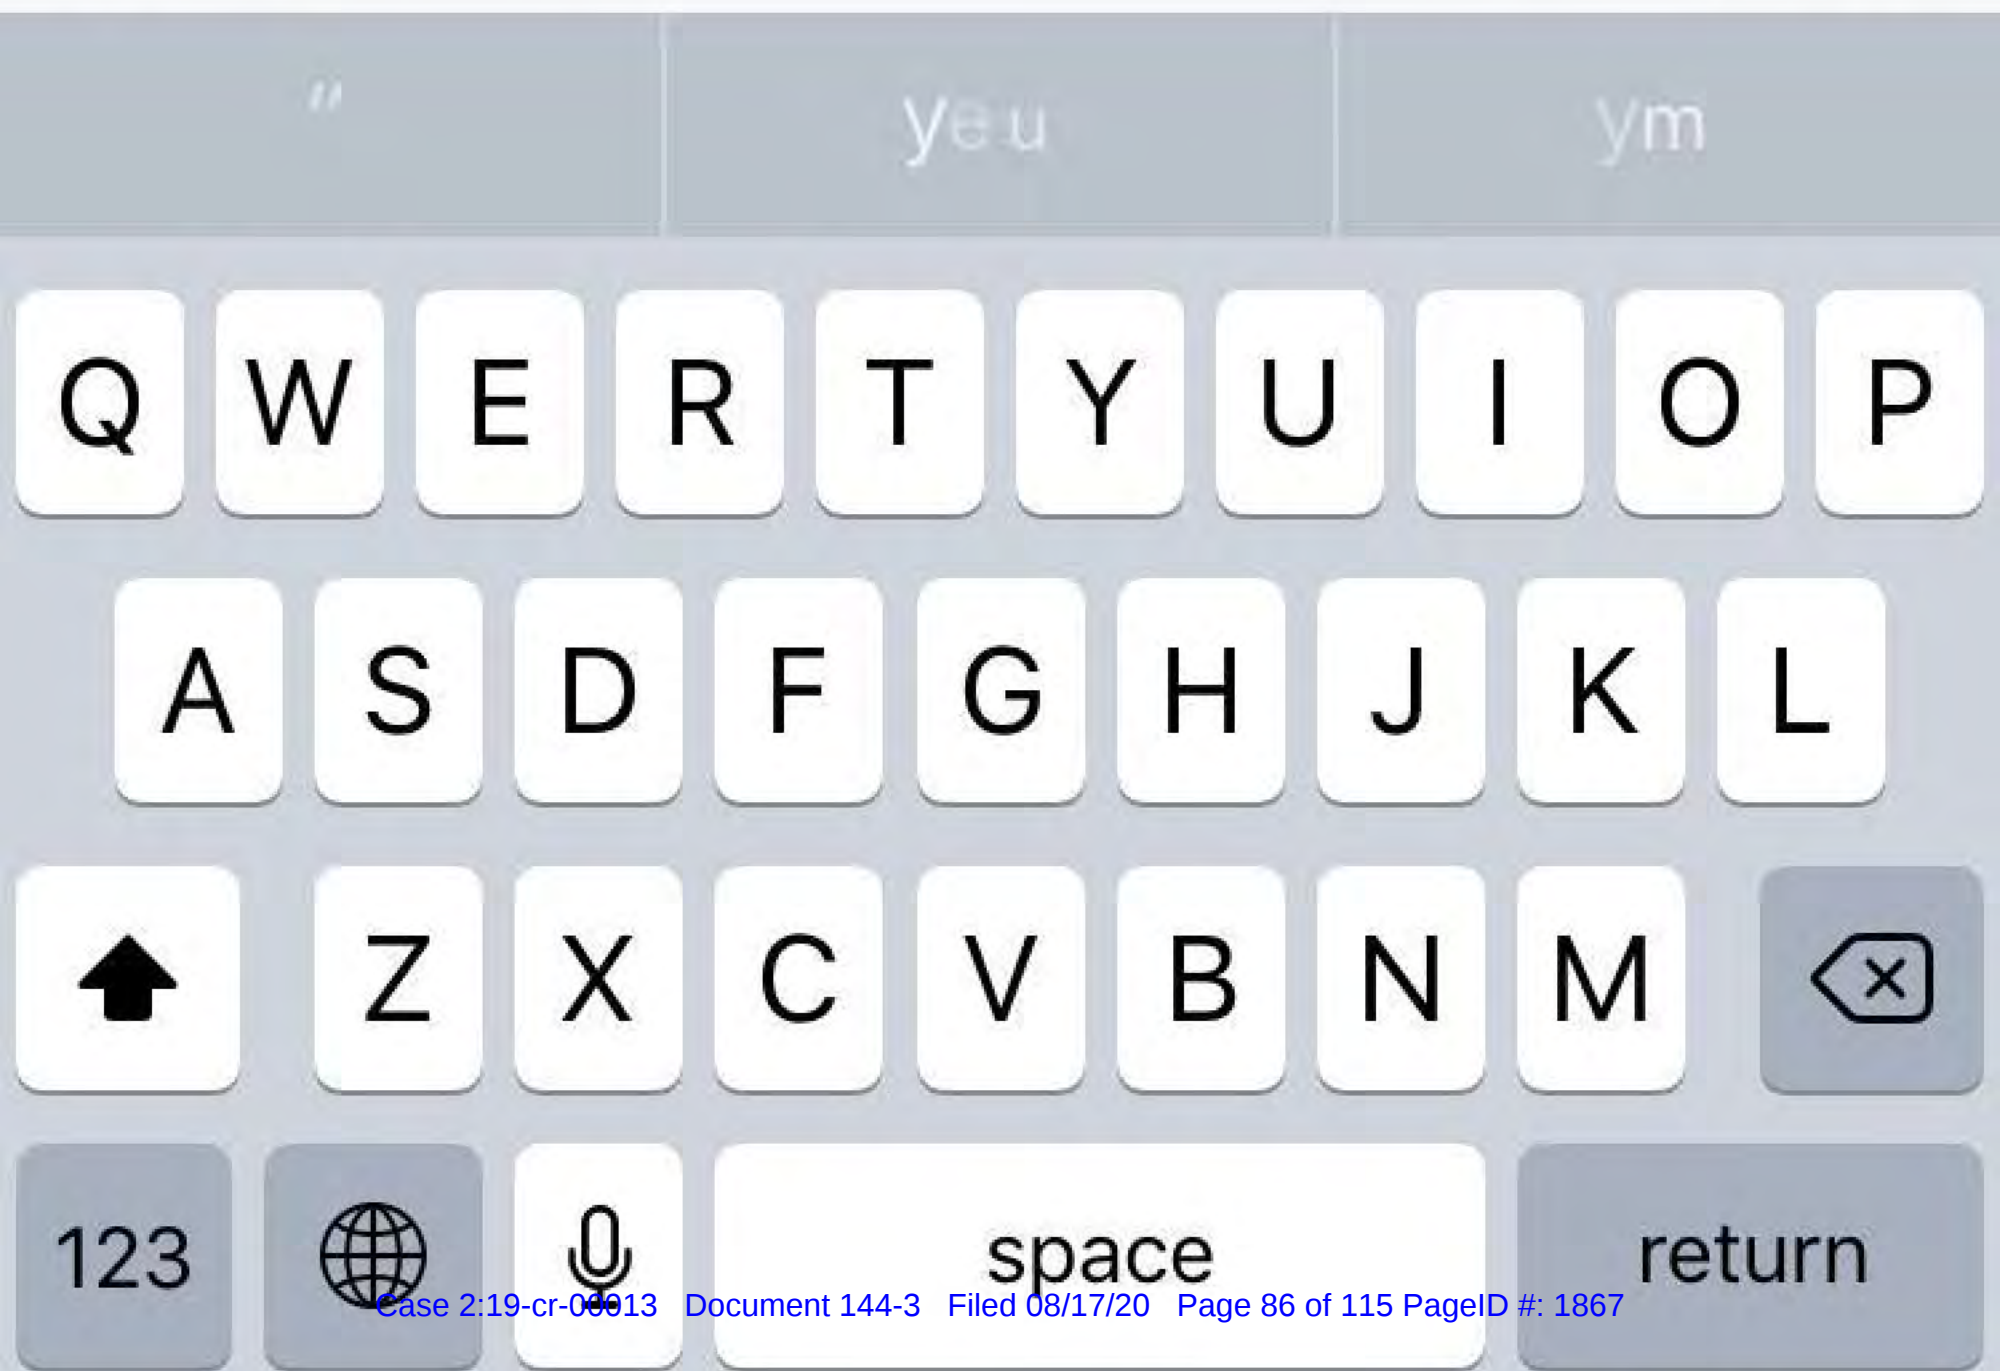 " yeu ym
Q W E R T Y U I O P
A S D F G H J K L
Z X C V B N M
123 space return
Case 2:19-cr-00013 Document 144-3 Filed 08/17/20 Page 86 of 115 PageID #: 1867